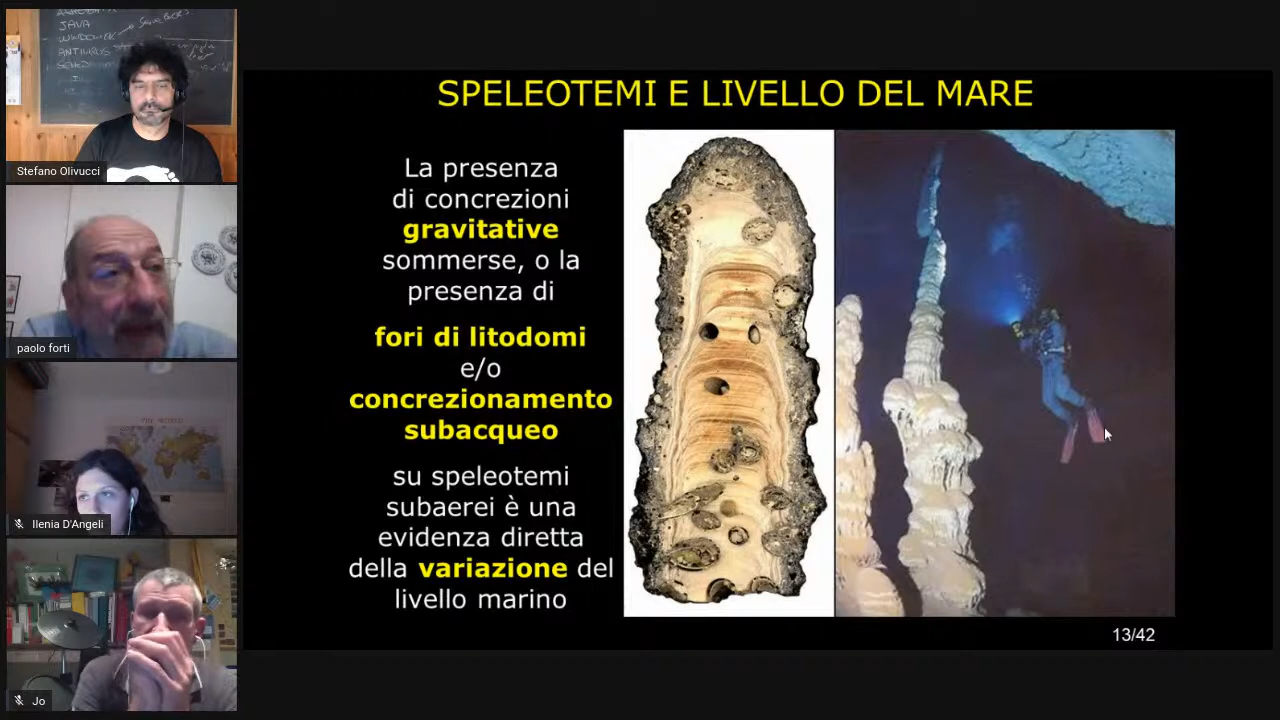 JAVA
ANTIVIRUS
Stefano Olivucci
paolo forti
Ilenia D'Angeli
Jo
SPELEOTEMI E LIVELLO DEL MARE
La presenza
di concrezioni
gravitative
sommerse, o la
presenza di
fori di litodomi
e/o
concrezionamento
subacqueo
su speleotemi
subaerei è una
evidenza diretta
della variazione del
livello marino
13/42